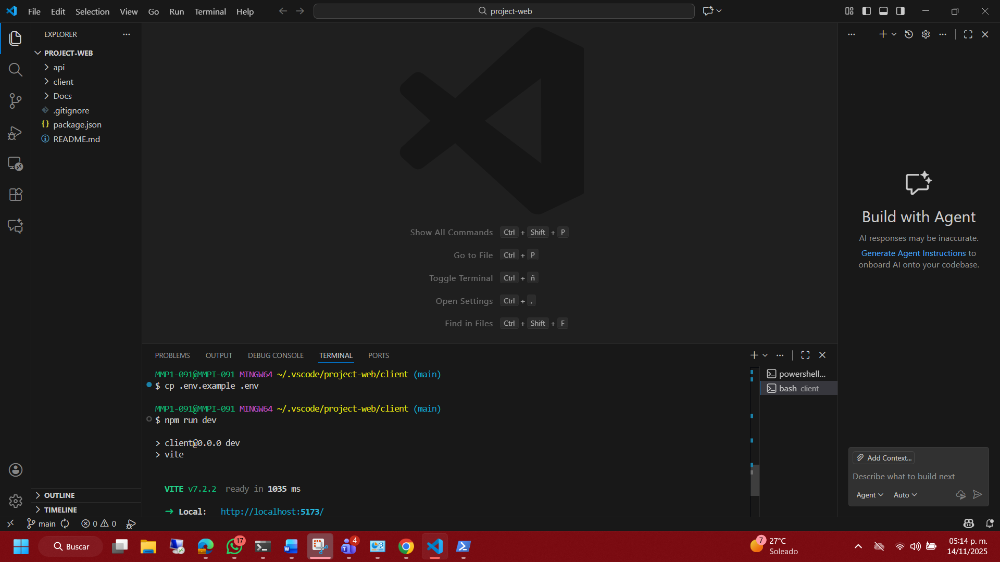 File Edit Selection View Go Run Terminal Help
project-web
EXPLORER
PROJECT-WEB
api
client
Docs
.gitignore
package.json
README.md
OUTLINE
TIMELINE
Show All Commands Ctrl + Shift + P
Go to File Ctrl + P
Toggle Terminal Ctrl + ñ
Open Settings Ctrl + ,
Find in Files Ctrl + Shift + F
PROBLEMS OUTPUT DEBUG CONSOLE TERMINAL PORTS
MMP1-091@MMPI-091 MINGW64 ~/.vscode/project-web/client (main)
$ cp .env.example .env
MMP1-091@MMPI-091 MINGW64 ~/.vscode/project-web/client (main)
$ npm run dev
> client@0.0.0 dev
> vite
VITE v7.2.2 ready in 1035 ms
➜ Local: http://localhost:5173/
powershell...
bash client
Build with Agent
AI responses may be inaccurate.
Generate Agent Instructions to
onboard AI onto your codebase.
Add Context...
Describe what to build next
Agent Auto
main 0 0
Buscar
17
4
7
27°C
Soleado
05:14 p. m.
14/11/2025